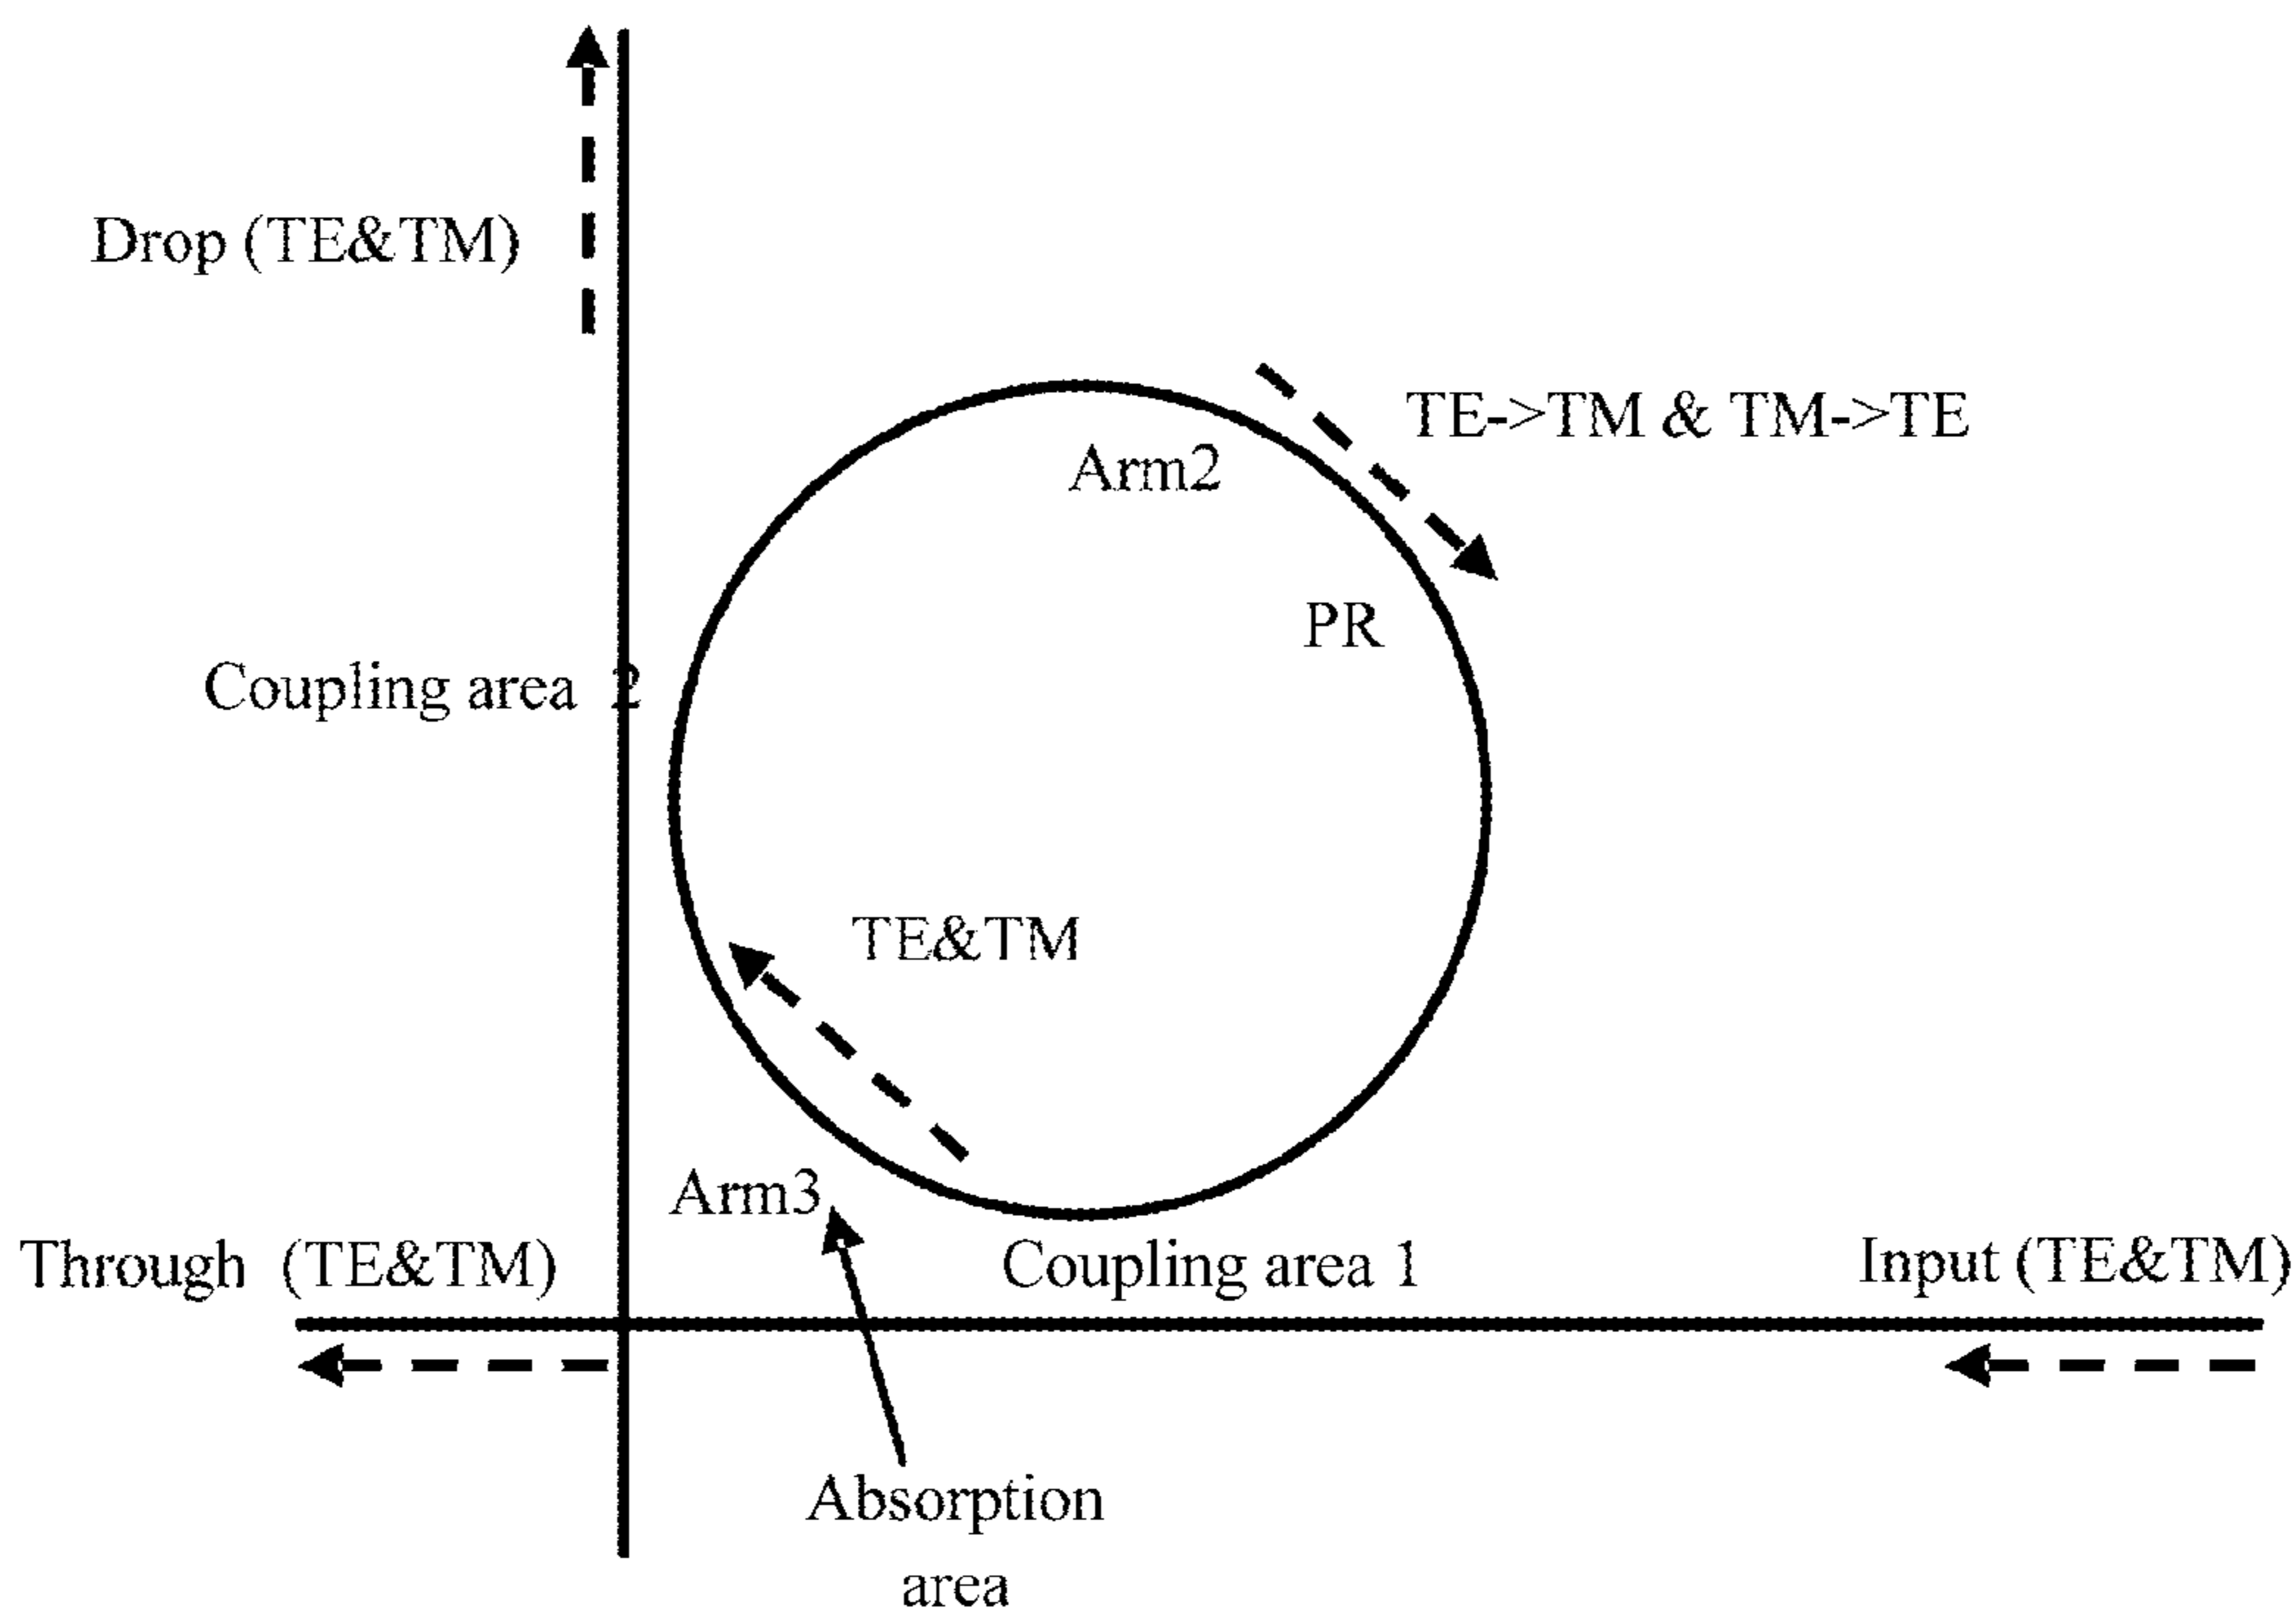 Drop (TE&TM)
TE->TM & TM->TE
Arm2
PR
Coupling area 2
TE&TM
Arm3
Through (TE&TM)
Coupling area 1
Input (TE&TM)
Absorption
area